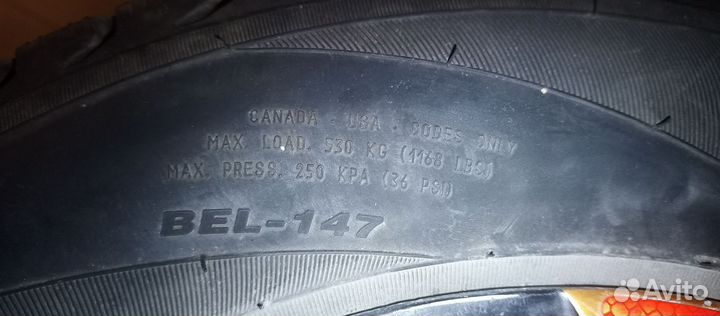 CANADA - USA - CODES ONLY
MAX. LOAD. 530 KG (1168 LBS)
MAX. PRESS. 250 KPA (36 PSI)
BEL-147
Avito